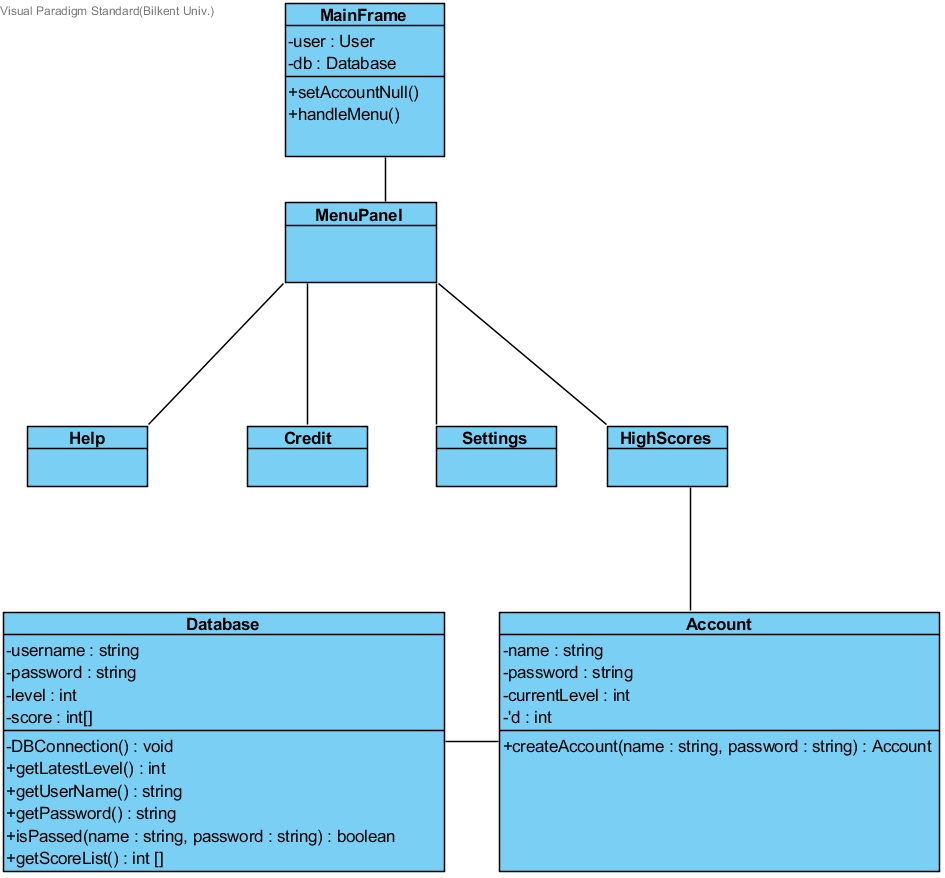 Visual Paradigm Standard(Bilkent Univ.)
MainFrame
-user : User
-db : Database
+setAccountNull()
+handleMenu()
MenuPanel
Help
Credit
Settings
HighScores
Database
-username : string
-password : string
-level : int
-score : int[]
-DBConnection() : void
+getLatestLevel() : int
+getUserName() : string
+getPassword() : string
+isPassed(name : string, password : string) : boolean
+getScoreList() : int []
Account
-name : string
-password : string
-currentLevel : int
-'d : int
+createAccount(name : string, password : string) : Account